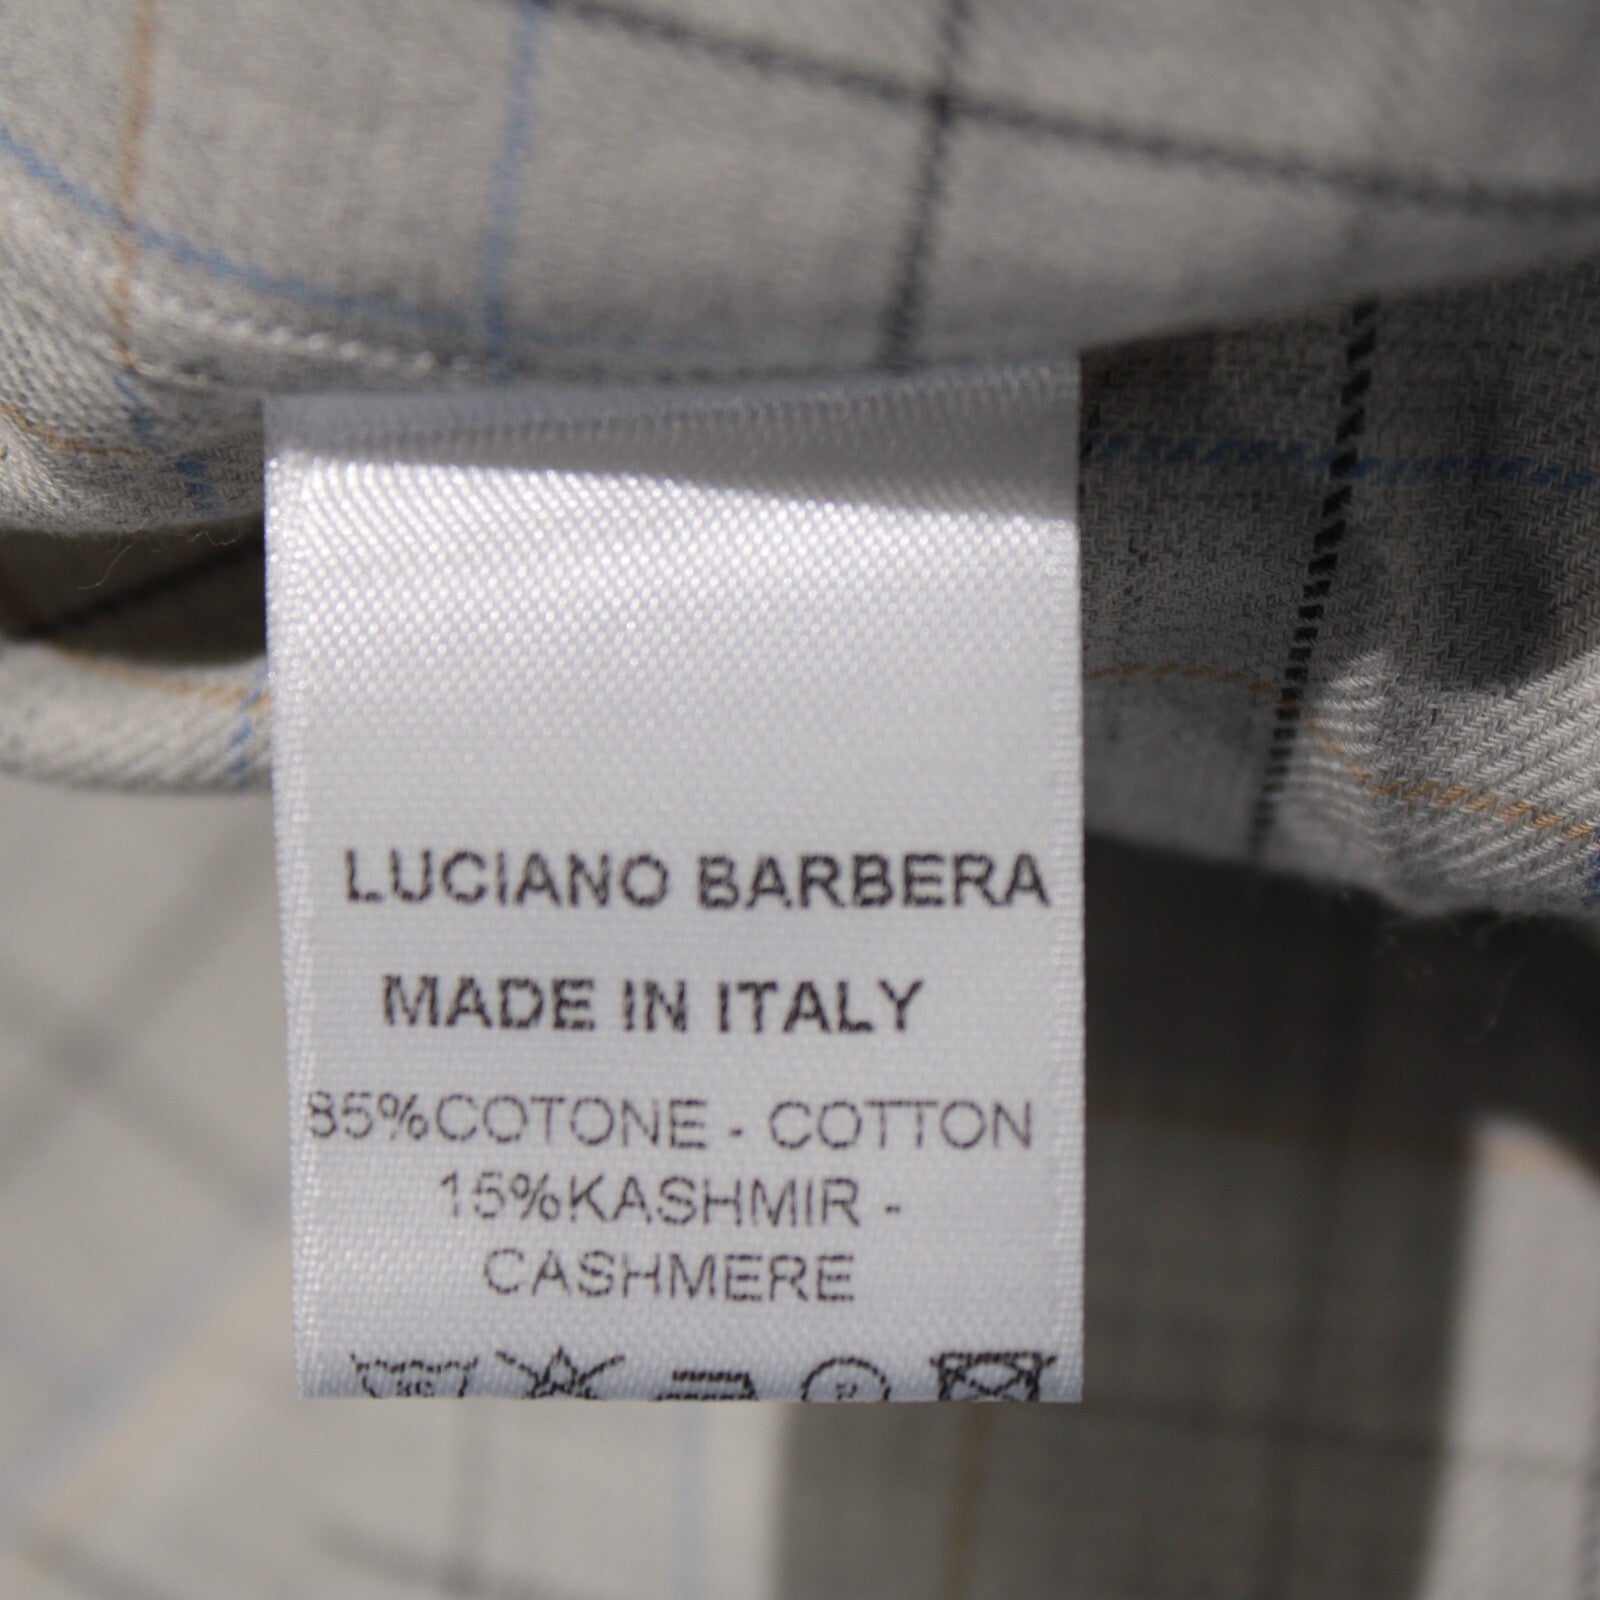 LUCIANO BARBERA
MADE IN ITALY
85%COTONE - COTTON
15%KASHMIR -
CASHMERE